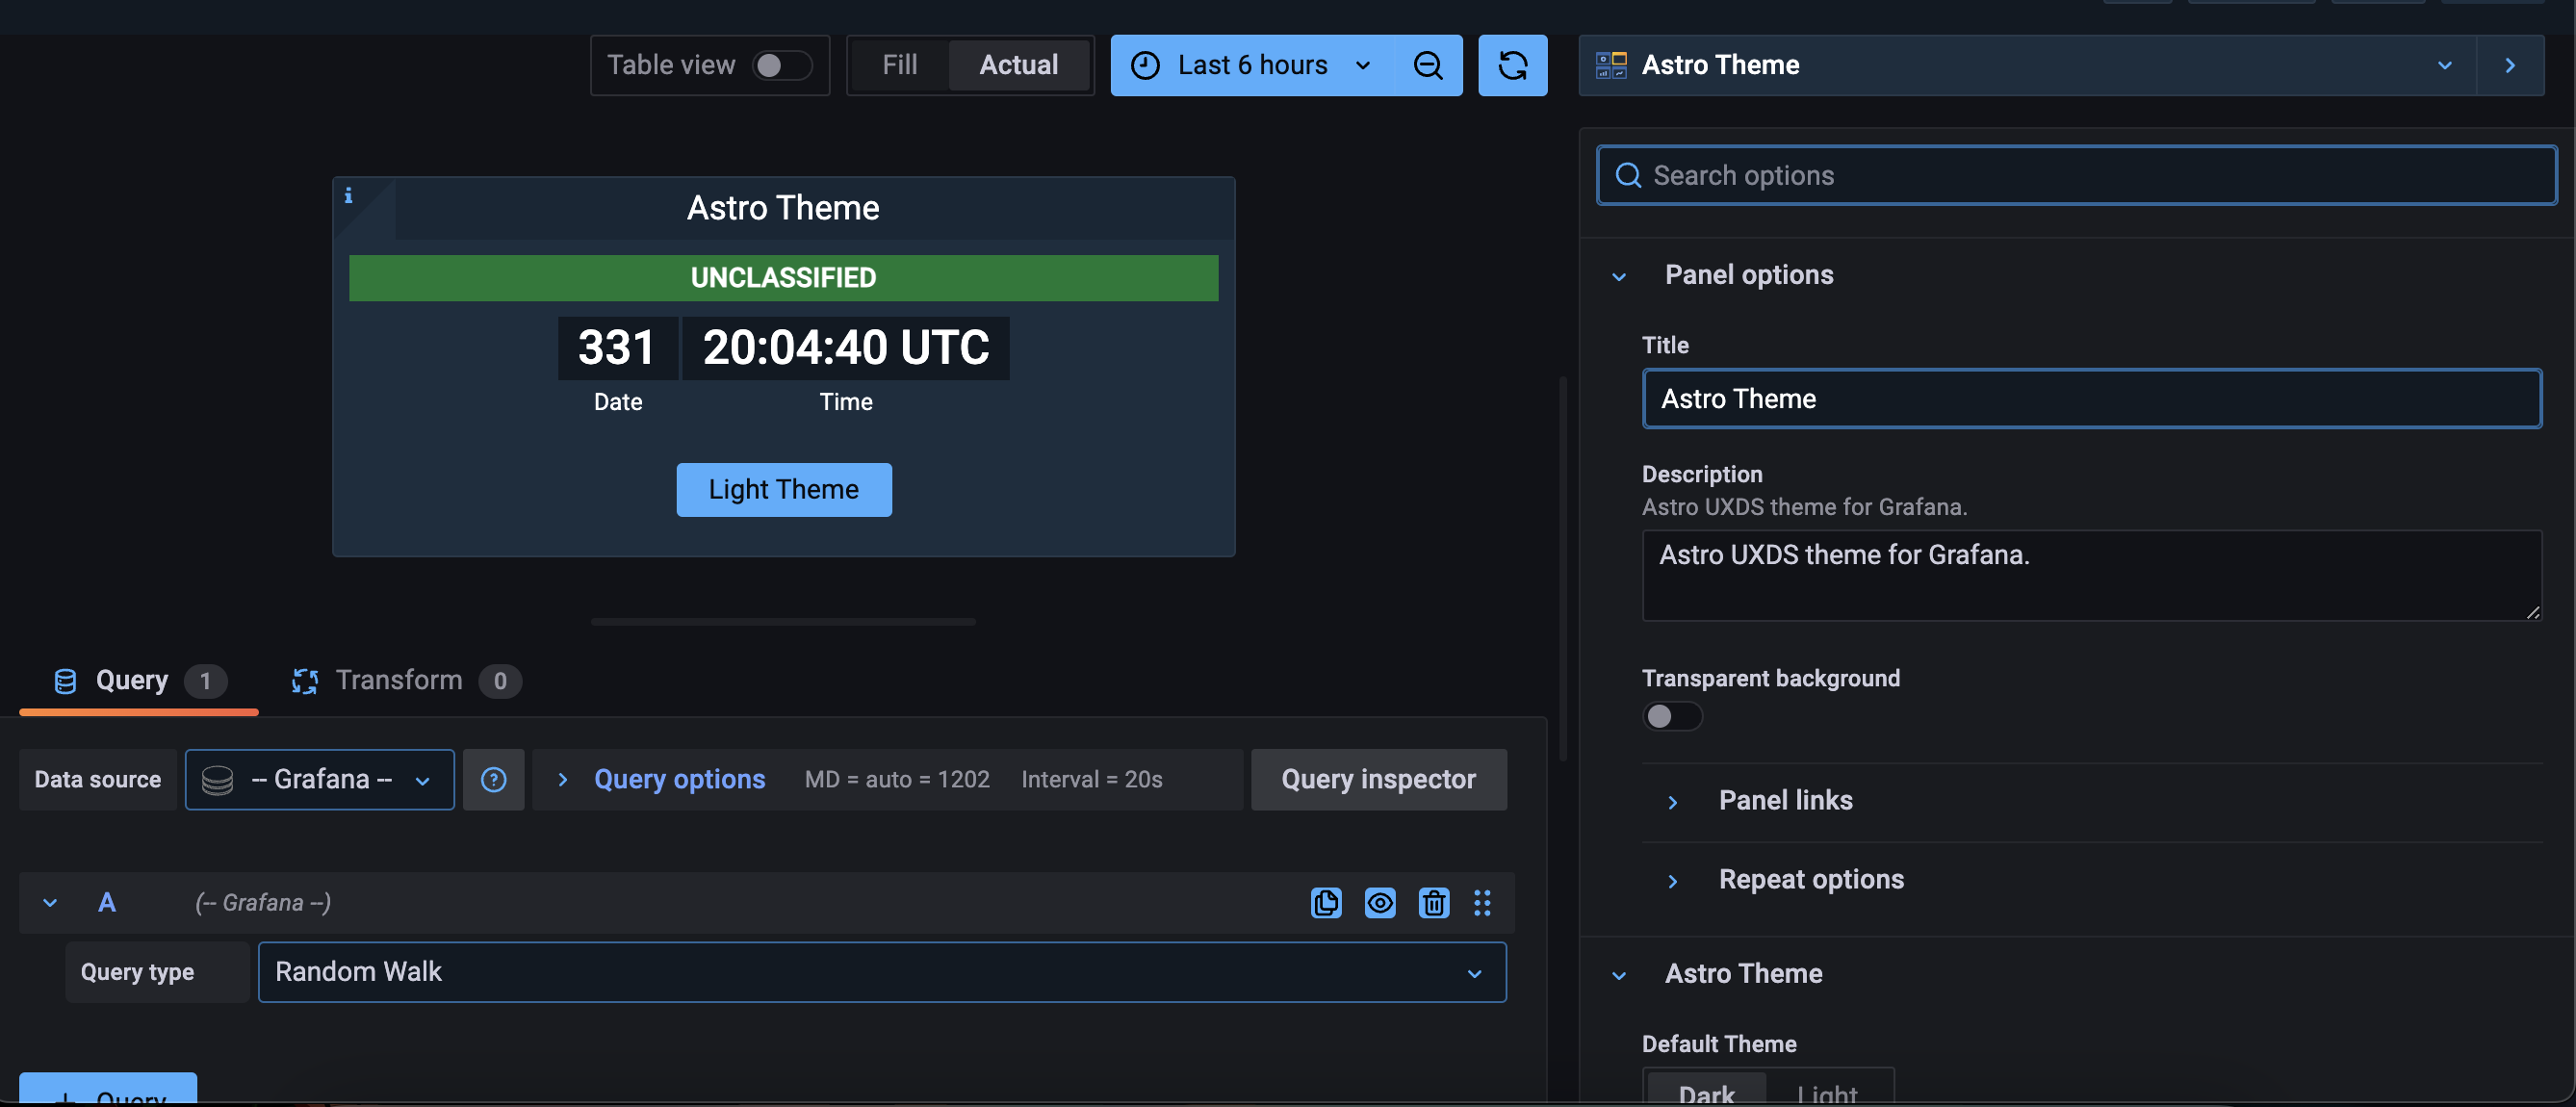 Table view
Fill
Actual
Last 6 hours
Astro Theme
Search options
i
Astro Theme
UNCLASSIFIED
331
20:04:40 UTC
Date
Time
Light Theme
Panel options
Title
Astro Theme
Description
Astro UXDS theme for Grafana.
Astro UXDS theme for Grafana.
Transparent background
Panel links
Repeat options
Astro Theme
Default Theme
Dark
Light
Query 1
Transform 0
Data source
-- Grafana --
?
Query options
MD = auto = 1202
Interval = 20s
Query inspector
A
(-- Grafana --)
Query type
Random Walk
+ Query